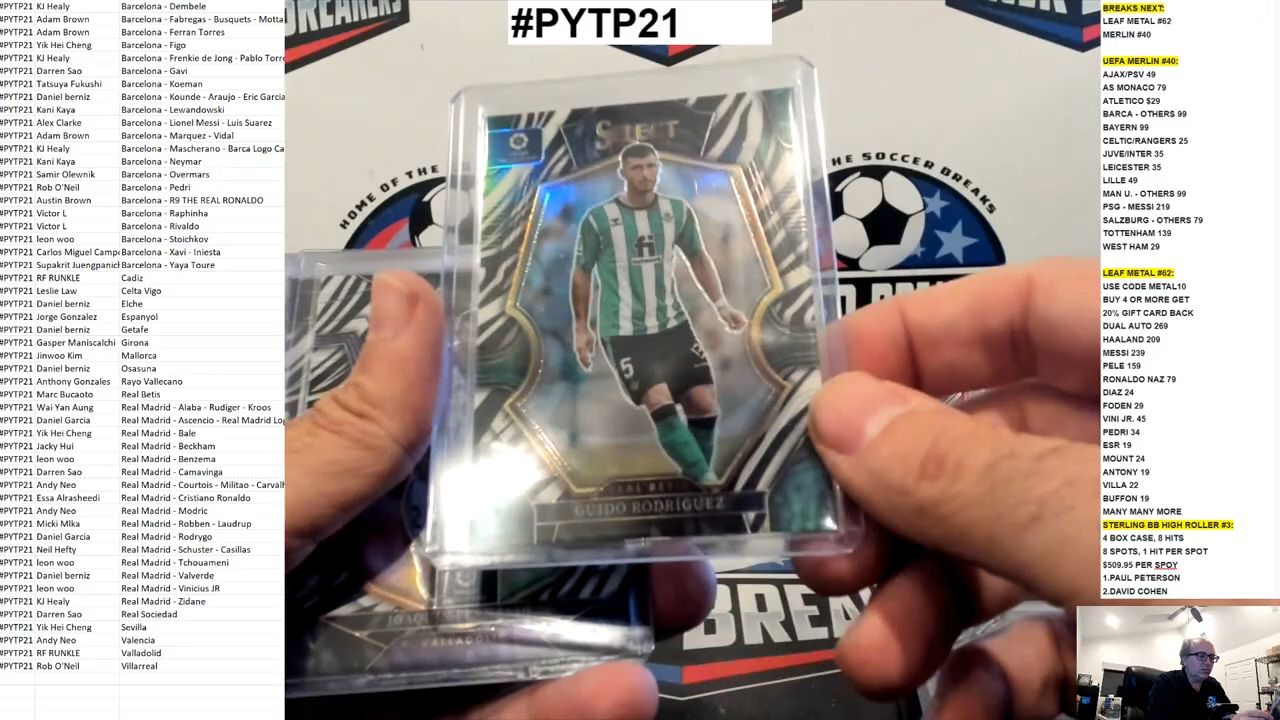 #PYTP21
#PYTP21 KJ Healy Barcelona - Dembele
#PYTP21 Adam Brown Barcelona - Fabregas - Busquets - Motta
#PYTP21 Adam Brown Barcelona - Ferran Torres
#PYTP21 Yik Hei Cheng Barcelona - Figo
#PYTP21 KJ Healy Barcelona - Frenkie de Jong - Pablo Torre
#PYTP21 Darren Sao Barcelona - Gavi
#PYTP21 Tatsuya Fukushi Barcelona - Koeman
#PYTP21 Daniel berniz Barcelona - Kounde - Araujo - Eric Garcia
#PYTP21 Kani Kaya Barcelona - Lewandowski
#PYTP21 Alex Clarke Barcelona - Lionel Messi - Luis Suarez
#PYTP21 Adam Brown Barcelona - Marquez - Vidal
#PYTP21 KJ Healy Barcelona - Mascherano - Barca Logo Ca
#PYTP21 Kani Kaya Barcelona - Neymar
#PYTP21 Samir Olewnik Barcelona - Overmars
#PYTP21 Rob O'Neil Barcelona - Pedri
#PYTP21 Austin Brown Barcelona - R9 THE REAL RONALDO
#PYTP21 Victor L Barcelona - Raphinha
#PYTP21 Victor L Barcelona - Rivaldo
#PYTP21 leon woo Barcelona - Stoichkov
#PYTP21 Carlos Miguel Campo Barcelona - Xavi - Iniesta
#PYTP21 Supakrit Juengpanich Barcelona - Yaya Toure
#PYTP21 RF RUNKLE Cadiz
#PYTP21 Leslie Law Celta Vigo
#PYTP21 Daniel berniz Elche
#PYTP21 Jorge Gonzalez Espanyol
#PYTP21 Daniel berniz Getafe
#PYTP21 Gasper Maniscalchi Girona
#PYTP21 Jinwoo Kim Mallorca
#PYTP21 Daniel berniz Osasuna
#PYTP21 Anthony Gonzales Rayo Vallecano
#PYTP21 Marc Bucaoto Real Betis
#PYTP21 Wai Yan Aung Real Madrid - Alaba - Rudiger - Kroos
#PYTP21 Daniel Garcia Real Madrid - Ascencio - Real Madrid Log
#PYTP21 Yik Hei Cheng Real Madrid - Bale
#PYTP21 Jacky Hui Real Madrid - Beckham
#PYTP21 leon woo Real Madrid - Benzema
#PYTP21 Darren Sao Real Madrid - Camavinga
#PYTP21 Andy Neo Real Madrid - Courtois - Militao - Carvalh
#PYTP21 Essa Alrasheedi Real Madrid - Cristiano Ronaldo
#PYTP21 Andy Neo Real Madrid - Modric
#PYTP21 Micki Mlka Real Madrid - Robben - Laudrup
#PYTP21 Daniel Garcia Real Madrid - Rodrygo
#PYTP21 Neil Hefty Real Madrid - Schuster - Casillas
#PYTP21 leon woo Real Madrid - Tchouameni
#PYTP21 Daniel berniz Real Madrid - Valverde
#PYTP21 leon woo Real Madrid - Vinicius JR
#PYTP21 KJ Healy Real Madrid - Zidane
#PYTP21 Darren Sao Real Sociedad
#PYTP21 Yik Hei Cheng Sevilla
#PYTP21 Andy Neo Valencia
#PYTP21 RF RUNKLE Valladolid
#PYTP21 Rob O'Neil Villarreal
HOME OF THE
THE SOCCER BREAKS
SELECT
fi
5
REAL BETIS
GUIDO RODRÍGUEZ
BREAKERS
BREAKS NEXT:
LEAF METAL #62
MERLIN #40
UEFA MERLIN #40:
AJAX/PSV 49
AS MONACO 79
ATLETICO $29
BARCA - OTHERS 99
BAYERN 99
CELTIC/RANGERS 25
JUVE/INTER 35
LEICESTER 35
LILLE 49
MAN U. - OTHERS 99
PSG - MESSI 219
SALZBURG - OTHERS 79
TOTTENHAM 139
WEST HAM 29
LEAF METAL #62:
USE CODE METAL10
BUY 4 OR MORE GET
20% GIFT CARD BACK
DUAL AUTO 269
HAALAND 209
MESSI 239
PELE 159
RONALDO NAZ 79
DIAZ 24
FODEN 29
VINI JR. 45
PEDRI 34
ESR 19
MOUNT 24
ANTONY 19
VILLA 22
BUFFON 19
MANY MANY MORE
STERLING BB HIGH ROLLER #3:
4 BOX CASE, 8 HITS
8 SPOTS, 1 HIT PER SPOT
$509.95 PER SPOY
1.PAUL PETERSON
2.DAVID COHEN